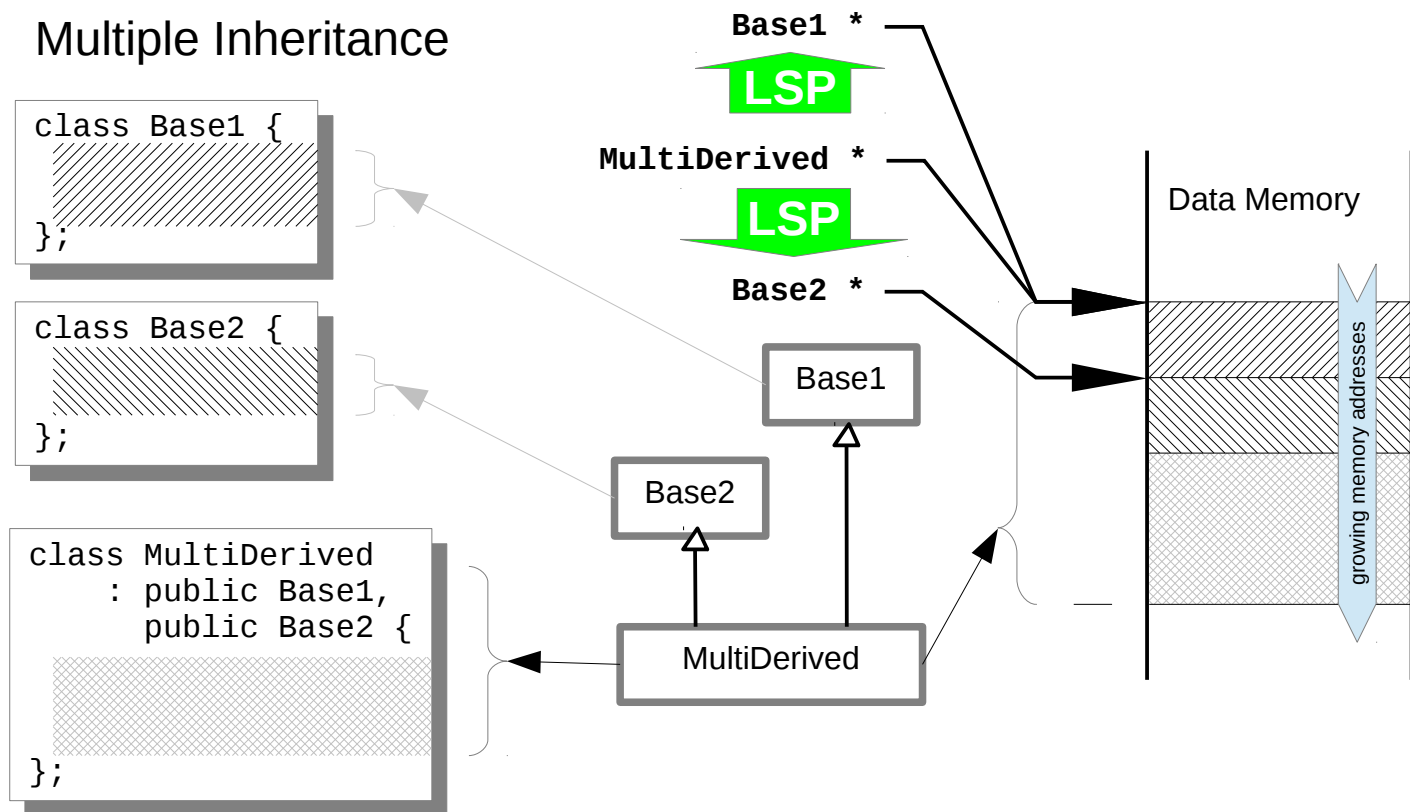 Multiple Inheritance
class Base1 {
};
class Base2 {
};
class MultiDerived
: public Base1,
public Base2 {
};
Base1 *
LSP
MultiDerived *
LSP
Base2 *
Base1
Base2
MultiDerived
Data Memory
growing memory addresses